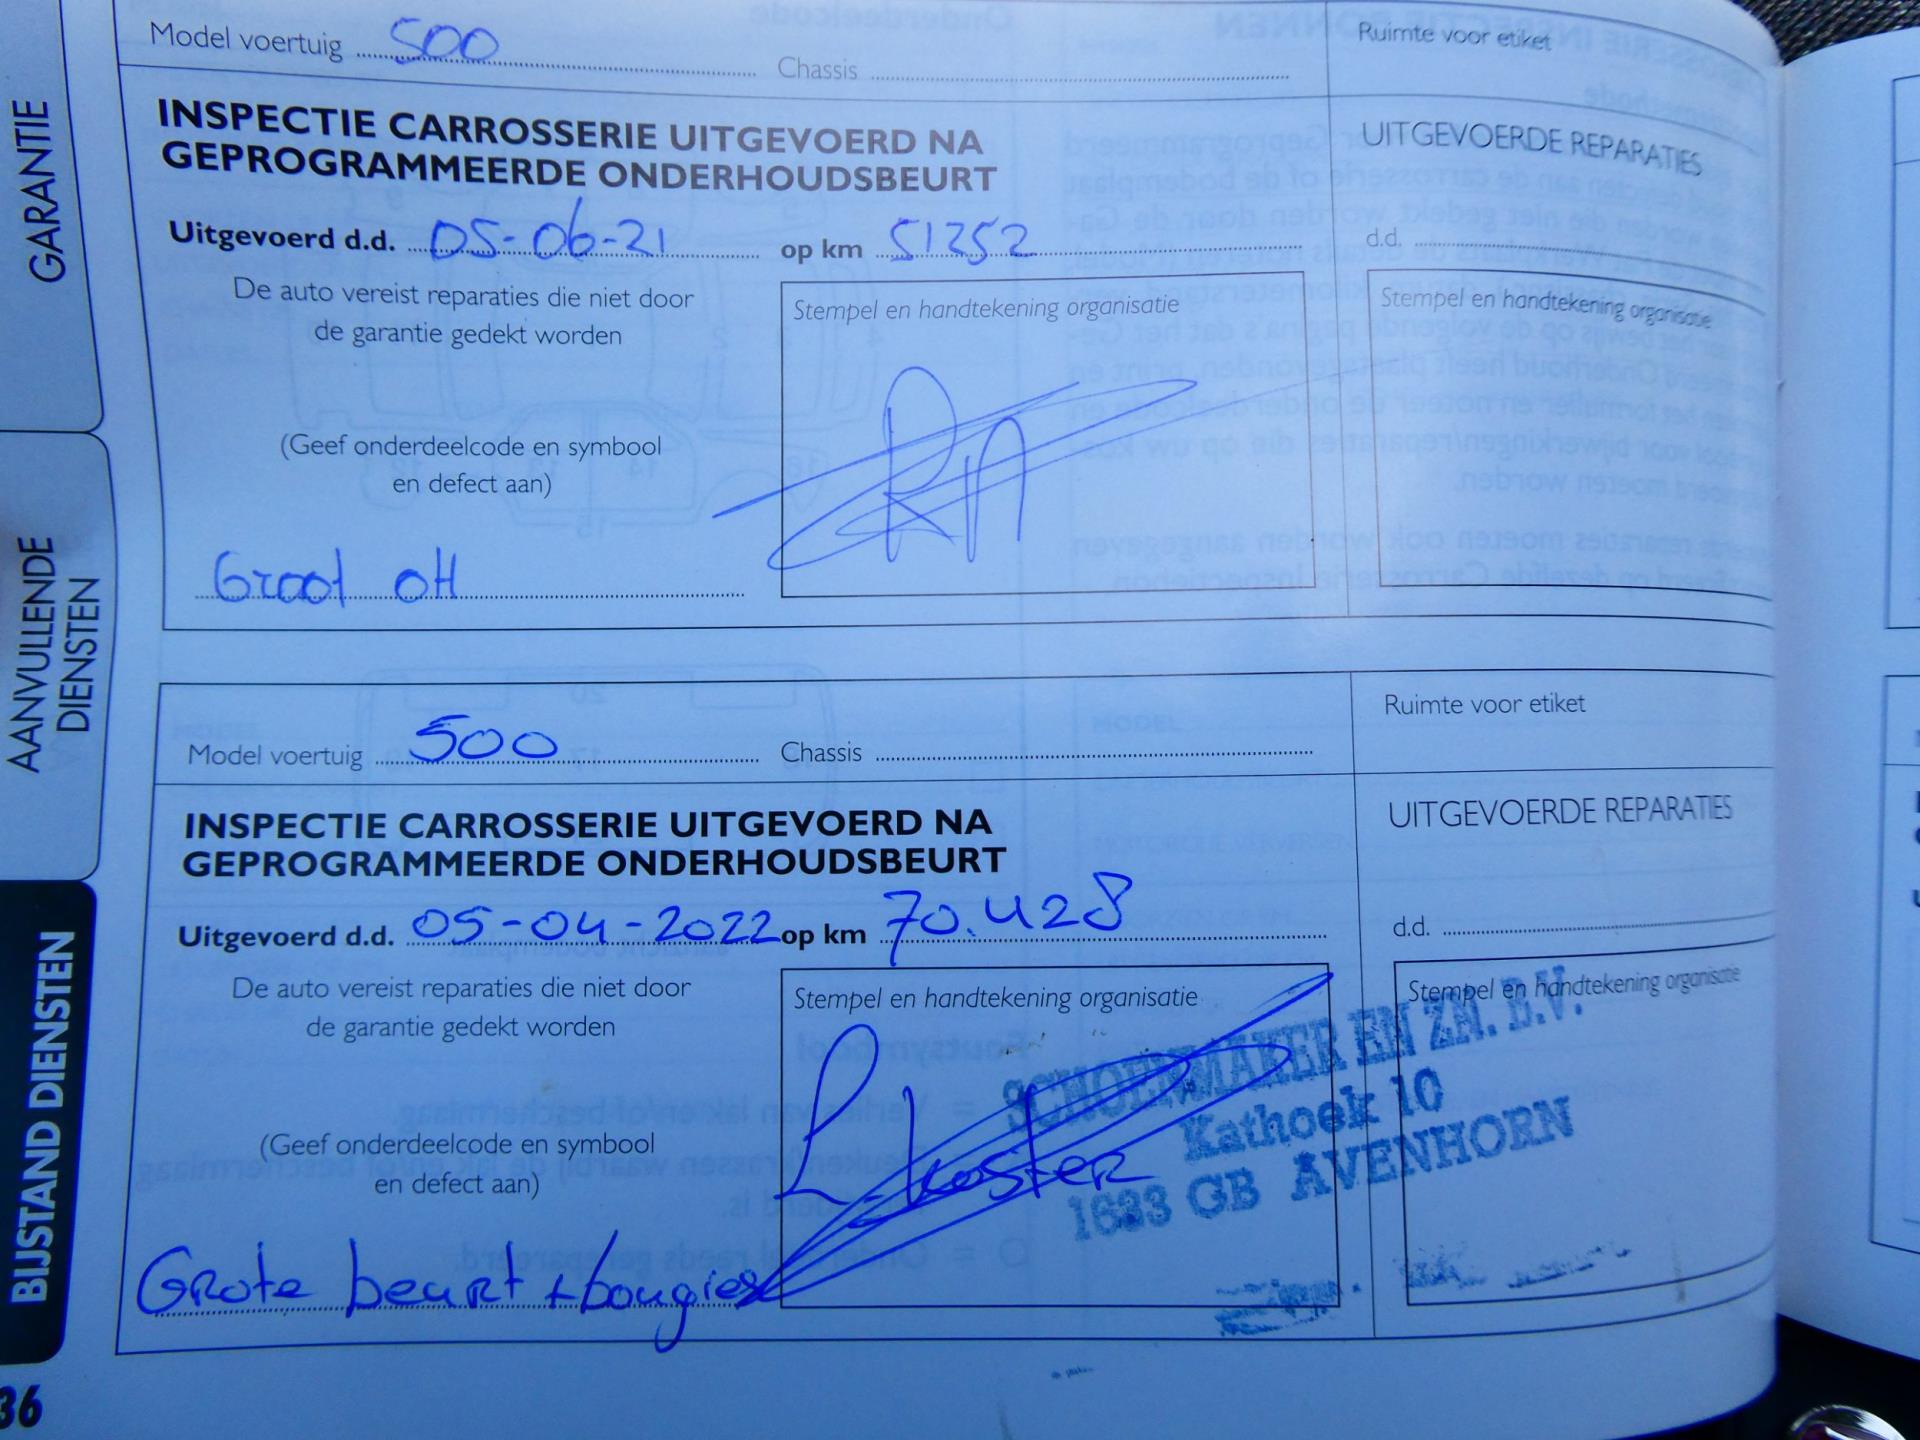 Model voertuig 500 Chassis
Ruimte voor etiket
INSPECTIE CARROSSERIE UITGEVOERD NA
GEPROGRAMMEERDE ONDERHOUDSBEURT
UITGEVOERDE REPARATIES
Uitgevoerd d.d. 05-06-21 op km 51252
d.d.
De auto vereist reparaties die niet door
de garantie gedekt worden
Stempel en handtekening organisatie
Stempel en handtekening organisatie
(Geef onderdeelcode en symbool
en defect aan)
Groot OH
Model voertuig 500 Chassis
Ruimte voor etiket
INSPECTIE CARROSSERIE UITGEVOERD NA
GEPROGRAMMEERDE ONDERHOUDSBEURT
UITGEVOERDE REPARATIES
Uitgevoerd d.d. 05-04-2022 op km 70.428
d.d.
De auto vereist reparaties die niet door
de garantie gedekt worden
Stempel en handtekening organisatie
Stempel en handtekening organisatie
SCHOENMAKER EN ZN. B.V.
Kathoek 10
1633 GB AVENHORN
L. Koster
(Geef onderdeelcode en symbool
en defect aan)
Grote beurt + bougies
GARANTIE
AANVULLENDE
DIENSTEN
BIJSTAND DIENSTEN
36